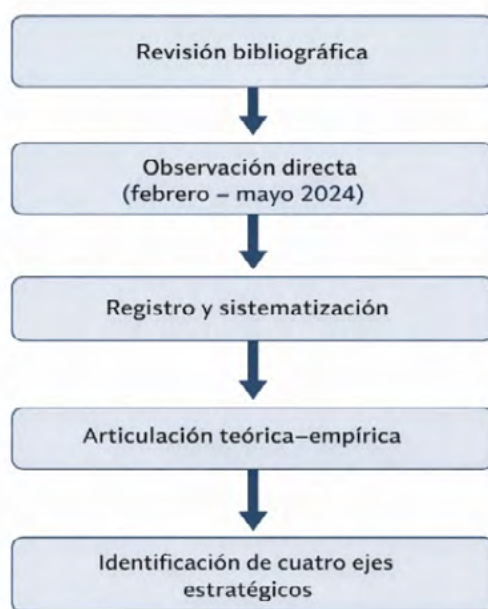 Revisión bibliográfica
Observación directa
(febrero – mayo 2024)
Registro y sistematización
Articulación teórica–empírica
Identificación de cuatro ejes
estratégicos